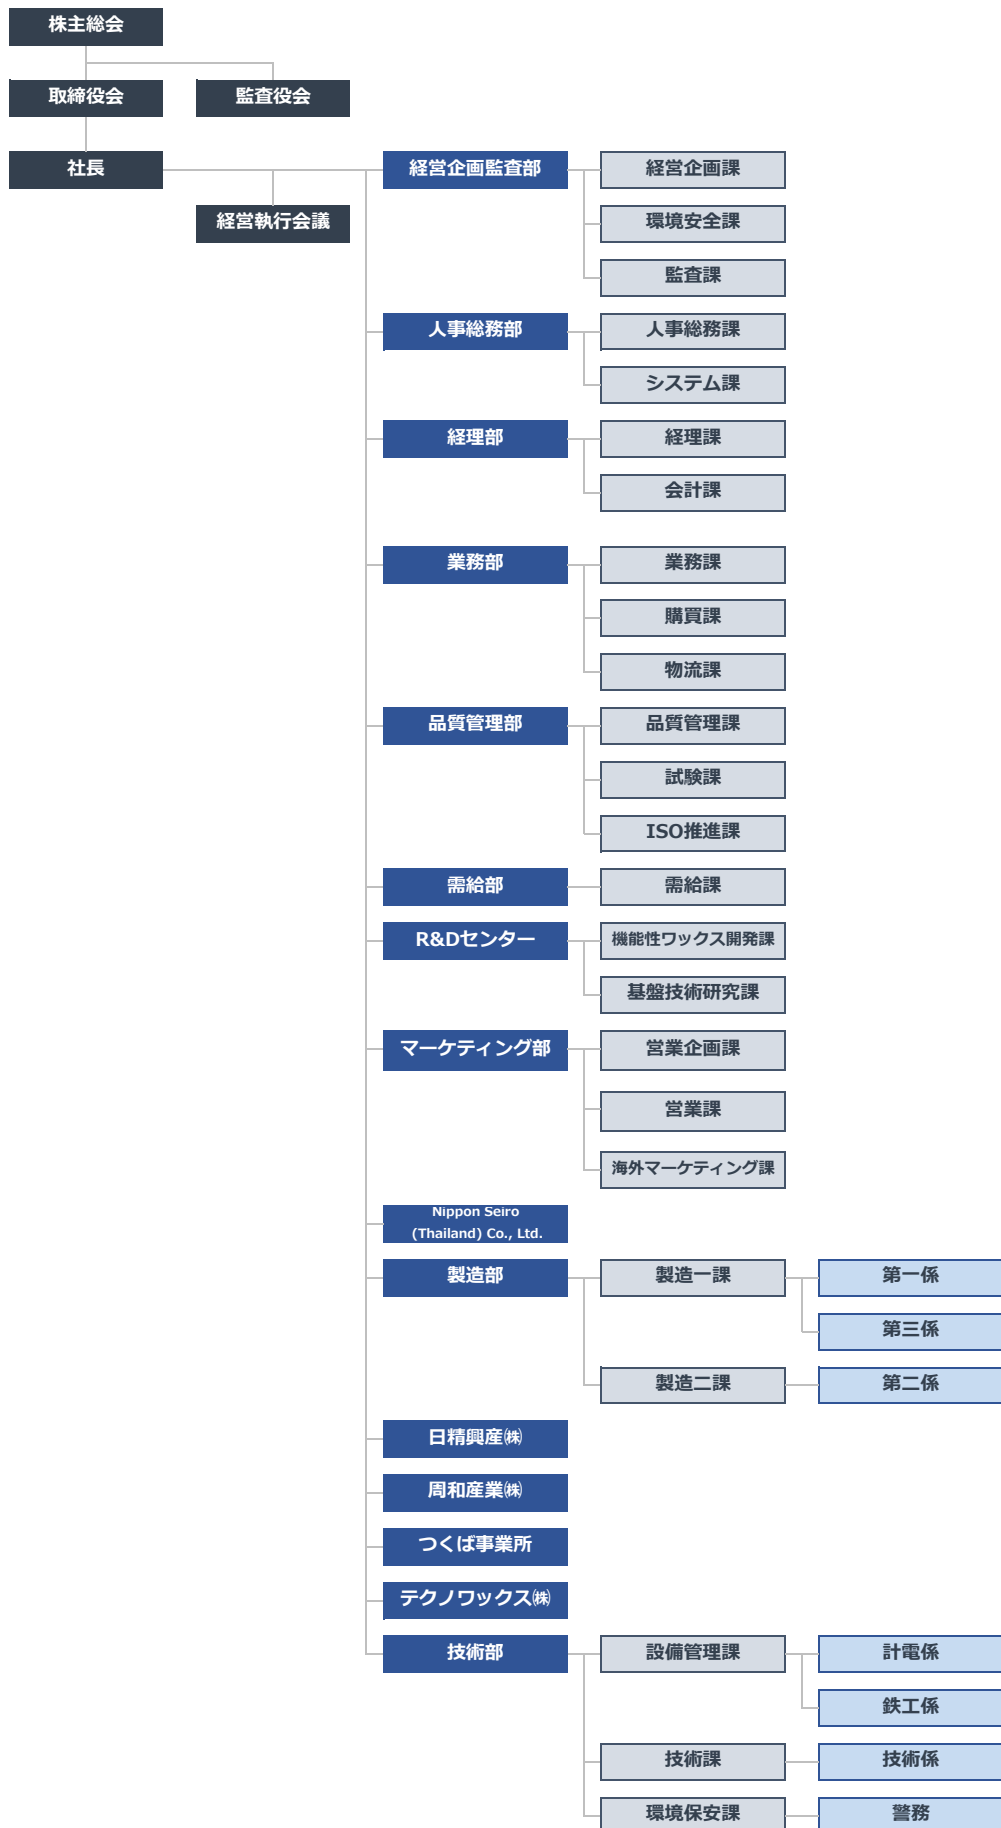 株主総会
取締役会
監査役会
社長
経営企画監査部
経営企画課
経営執行会議
環境安全課
監査課
人事総務部
人事総務課
システム課
経理部
経理課
会計課
業務部
業務課
購買課
物流課
品質管理部
品質管理課
試験課
ISO推進課
需給部
需給課
R&Dセンター
機能性ワックス開発課
基盤技術研究課
マーケティング部
営業企画課
営業課
海外マーケティング課
Nippon Seiro
(Thailand) Co., Ltd.
製造部
製造一課
第一係
第三係
製造二課
第二係
日精興産㈱
周和産業㈱
つくば事業所
テクノワックス㈱
技術部
設備管理課
計電係
鉄工係
技術課
技術係
環境保安課
警務